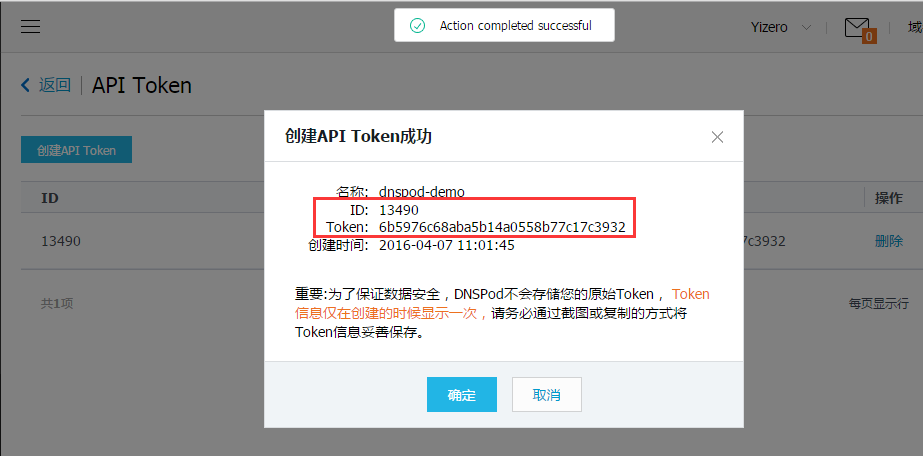 Action completed successful
Yizero
0
域
返回 API Token
创建API Token
创建API Token成功
ID
操作
名称: dnspod-demo
ID: 13490
Token: 6b5976c68aba5b14a0558b77c17c3932
创建时间: 2016-04-07 11:01:45
13490
7c3932
删除
重要:为了保证数据安全，DNSPod不会存储您的原始Token， Token
信息仅在创建的时候显示一次，请务必通过截图或复制的方式将
Token信息妥善保存。
共1项
每页显示行
确定
取消